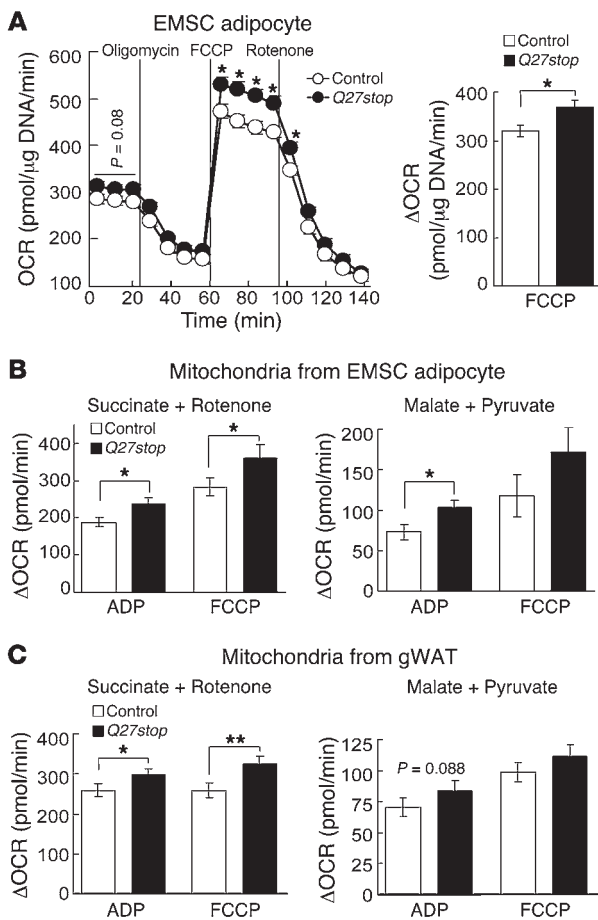 A
EMSC adipocyte
Oligomycin FCCP Rotenone
Control
Q27stop
P = 0.08
* * * * *
OCR (pmol/µg DNA/min)
600
500
400
300
200
100
0 20 40 60 80 100 120 140
Time (min)
Control
Q27stop
*
ΔOCR
(pmol/µg DNA/min)
400
300
200
100
0
FCCP
B
Mitochondria from EMSC adipocyte
Succinate + Rotenone
Control
Q27stop
* *
ΔOCR (pmol/min)
400
300
200
100
0
ADP FCCP
Malate + Pyruvate
*
ΔOCR (pmol/min)
200
150
100
50
0
ADP FCCP
C
Mitochondria from gWAT
Succinate + Rotenone
Control
Q27stop
* **
ΔOCR (pmol/min)
400
300
200
100
0
ADP FCCP
Malate + Pyruvate
P = 0.088
ΔOCR (pmol/min)
125
100
75
50
25
0
ADP FCCP